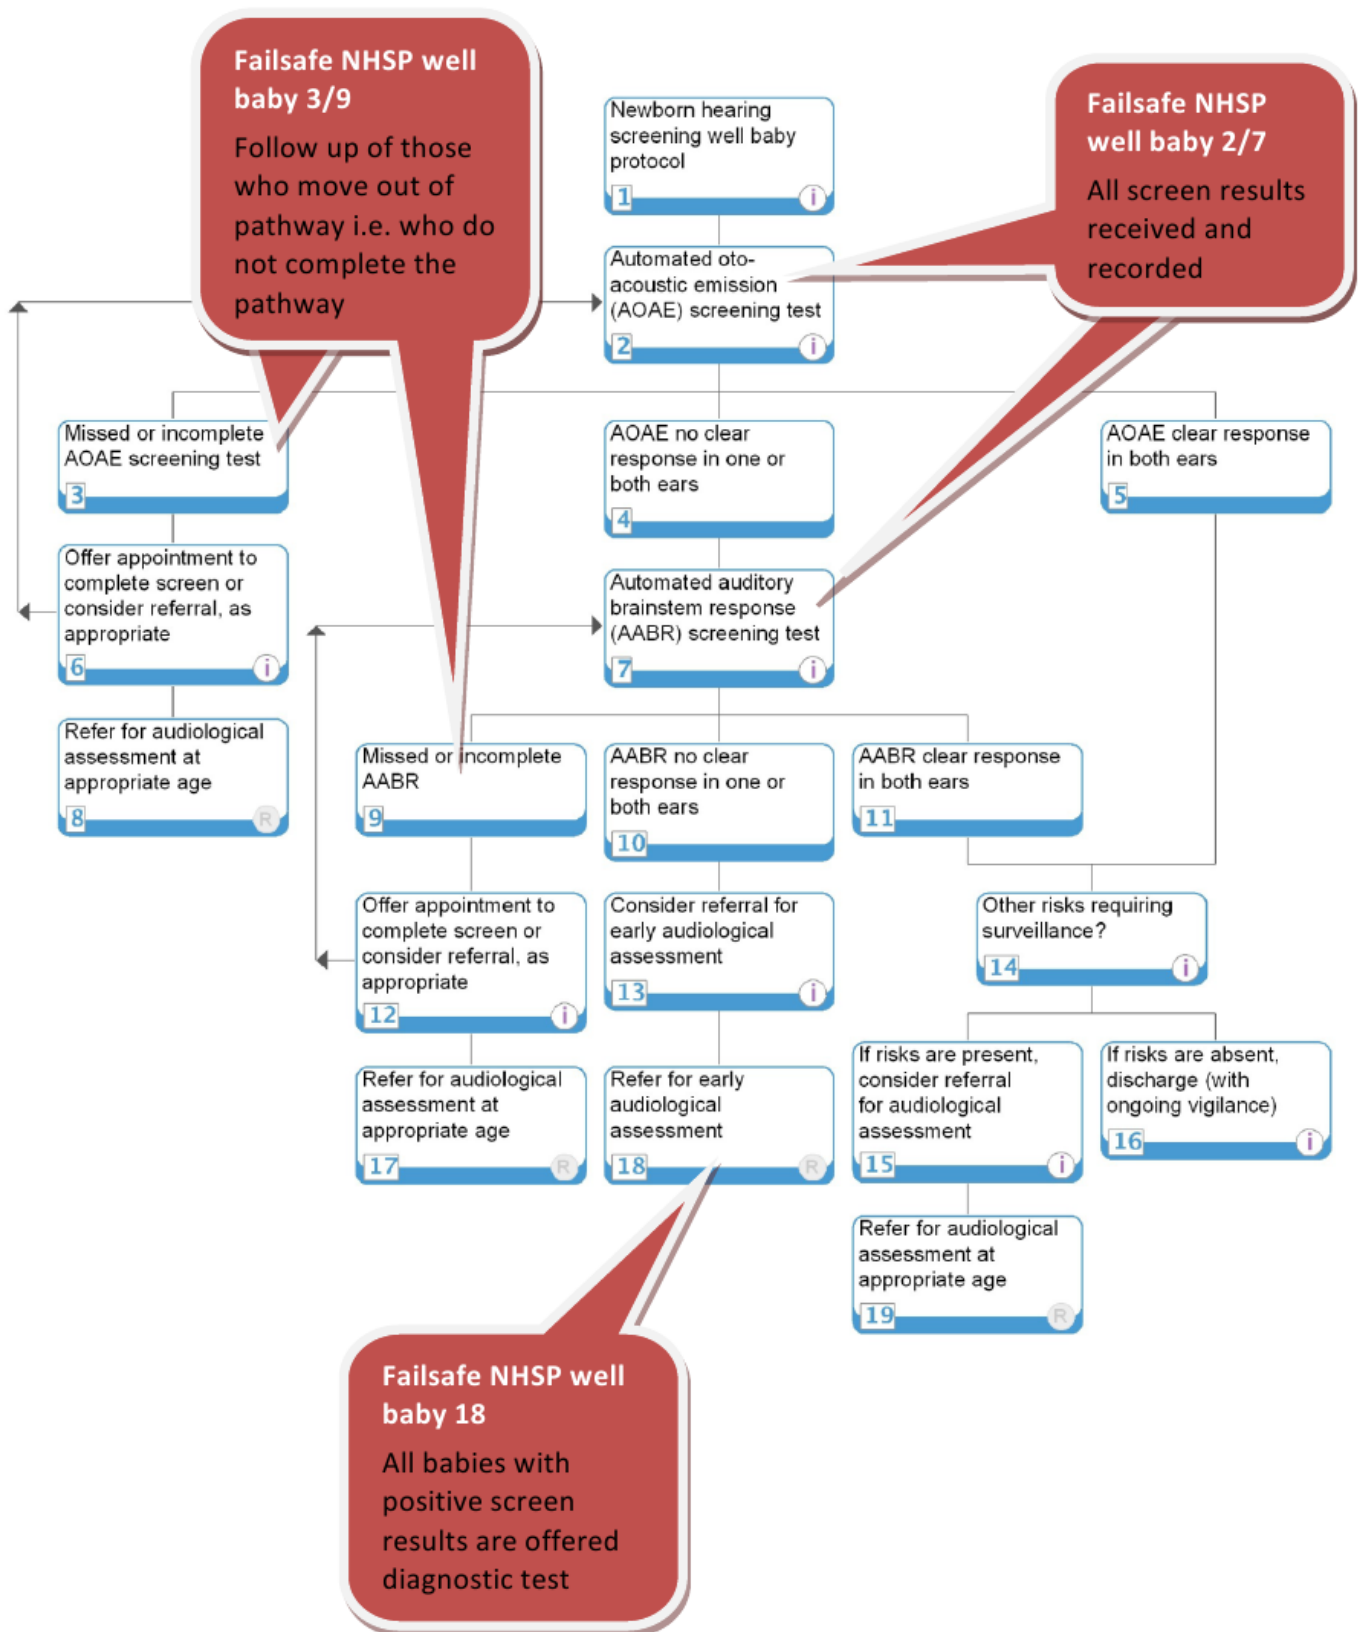 Failsafe NHSP well
baby 3/9
Follow up of those
who move out of
pathway i.e. who do
not complete the
pathway
Failsafe NHSP
well baby 2/7
All screen results
received and
recorded
Newborn hearing
screening well baby
protocol
1 i
Automated oto-
acoustic emission
(AOAE) screening test
2 i
Missed or incomplete
AOAE screening test
3
AOAE no clear
response in one or
both ears
4
AOAE clear response
in both ears
5
Offer appointment to
complete screen or
consider referral, as
appropriate
6 i
Automated auditory
brainstem response
(AABR) screening test
7 i
Refer for audiological
assessment at
appropriate age
8 R
Missed or incomplete
AABR
9
AABR no clear
response in one or
both ears
10
AABR clear response
in both ears
11
Offer appointment to
complete screen or
consider referral, as
appropriate
12 i
Consider referral for
early audiological
assessment
13 i
Other risks requiring
surveillance?
14 i
If risks are present,
consider referral
for audiological
assessment
15 i
If risks are absent,
discharge (with
ongoing vigilance)
16 i
Refer for audiological
assessment at
appropriate age
17 R
Refer for early
audiological
assessment
18 R
Refer for audiological
assessment at
appropriate age
19 R
Failsafe NHSP well
baby 18
All babies with
positive screen
results are offered
diagnostic test